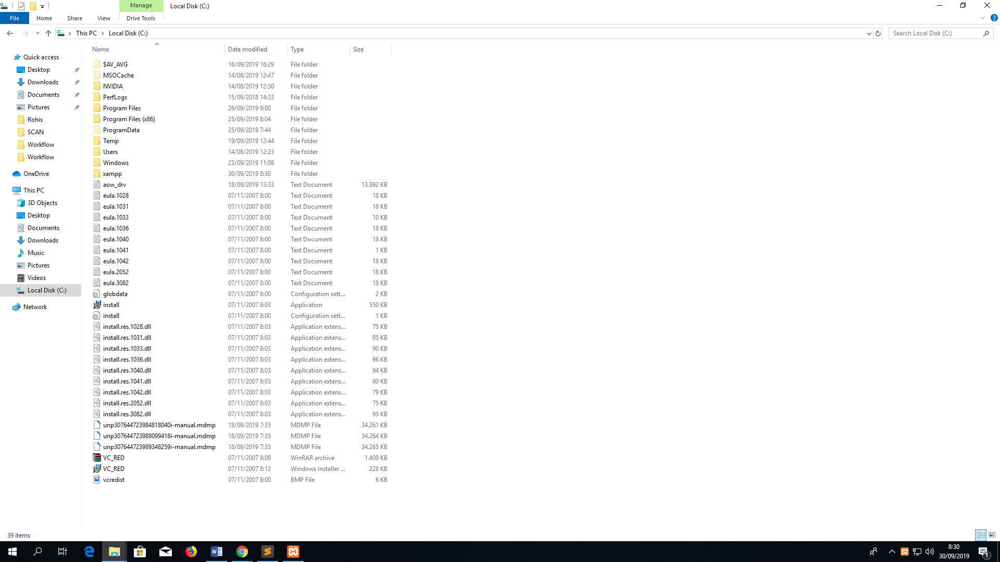 Manage
Local Disk (C:)
File
Home
Share
View
Drive Tools
This PC
Local Disk (C:)
Search Local Disk (C:)
Name
Date modified
Type
Size
Quick access
Desktop
Downloads
Documents
Pictures
Rohis
SCAN
Workflow
Workflow
OneDrive
This PC
3D Objects
Desktop
Documents
Downloads
Music
Pictures
Videos
Local Disk (C:)
Network
$AV_AVG 16/09/2019 16:29 File folder
MSOCache 14/08/2019 12:47 File folder
NVIDIA 14/08/2019 12:30 File folder
PerfLogs 15/09/2018 14:33 File folder
Program Files 26/09/2019 9:00 File folder
Program Files (x86) 25/09/2019 8:04 File folder
ProgramData 25/09/2019 7:44 File folder
Temp 19/09/2019 12:44 File folder
Users 14/08/2019 12:23 File folder
Windows 23/09/2019 11:08 File folder
xampp 30/09/2019 8:30 File folder
aow_drv 18/09/2019 13:33 Text Document 13.892 KB
eula.1028 07/11/2007 8:00 Text Document 18 KB
eula.1031 07/11/2007 8:00 Text Document 18 KB
eula.1033 07/11/2007 8:00 Text Document 10 KB
eula.1036 07/11/2007 8:00 Text Document 18 KB
eula.1040 07/11/2007 8:00 Text Document 18 KB
eula.1041 07/11/2007 8:00 Text Document 1 KB
eula.1042 07/11/2007 8:00 Text Document 18 KB
eula.2052 07/11/2007 8:00 Text Document 18 KB
eula.3082 07/11/2007 8:00 Text Document 18 KB
globdata 07/11/2007 8:00 Configuration sett... 2 KB
install 07/11/2007 8:03 Application 550 KB
install 07/11/2007 8:00 Configuration sett... 1 KB
install.res.1028.dll 07/11/2007 8:03 Application extens... 75 KB
install.res.1031.dll 07/11/2007 8:03 Application extens... 95 KB
install.res.1033.dll 07/11/2007 8:03 Application extens... 90 KB
install.res.1036.dll 07/11/2007 8:03 Application extens... 96 KB
install.res.1040.dll 07/11/2007 8:03 Application extens... 94 KB
install.res.1041.dll 07/11/2007 8:03 Application extens... 80 KB
install.res.1042.dll 07/11/2007 8:03 Application extens... 79 KB
install.res.2052.dll 07/11/2007 8:03 Application extens... 75 KB
install.res.3082.dll 07/11/2007 8:03 Application extens... 95 KB
unp307644723984818040i-manual.mdmp 18/09/2019 7:35 MDMP File 34.261 KB
unp307644723988099418i-manual.mdmp 18/09/2019 7:35 MDMP File 34.264 KB
unp307644723989348259i-manual.mdmp 18/09/2019 7:35 MDMP File 34.265 KB
VC_RED 07/11/2007 8:09 WinRAR archive 1.409 KB
VC_RED 07/11/2007 8:12 Windows Installer ... 228 KB
vcredist 07/11/2007 8:00 BMP File 6 KB
39 items
8:30
30/09/2019
1